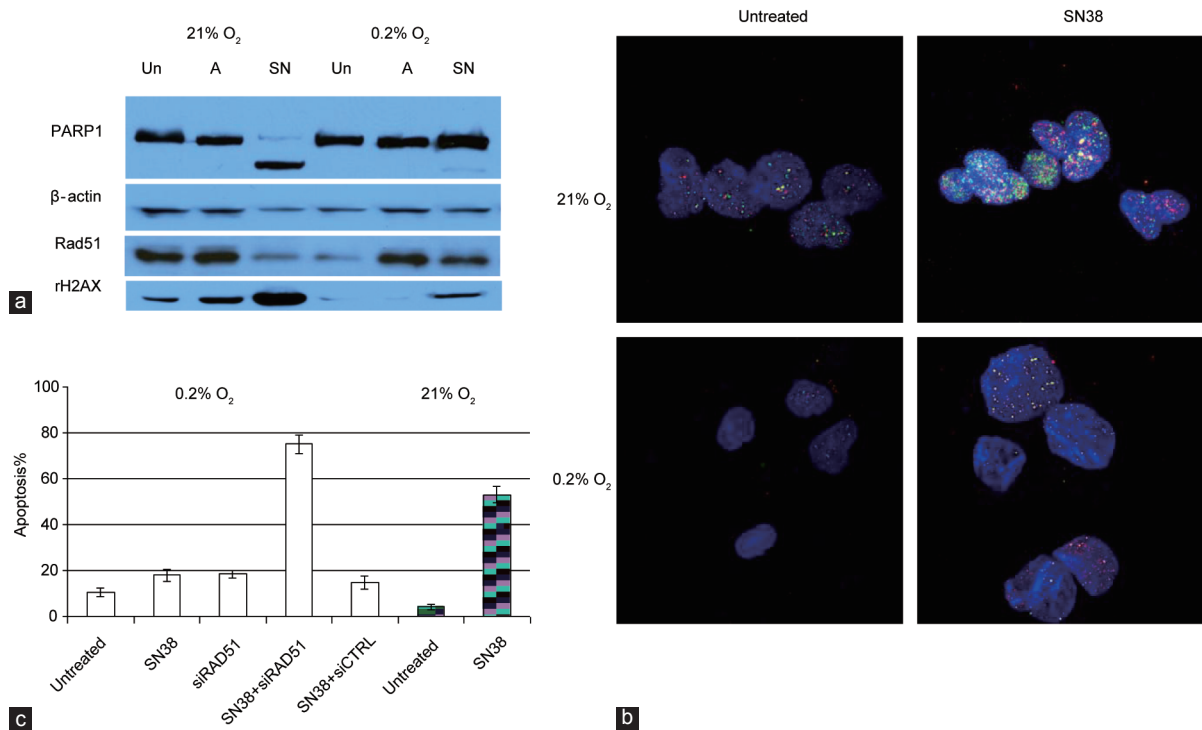 21% O₂ 0.2% O₂
Un A SN Un A SN
PARP1
β-actin
Rad51
rH2AX
a
Untreated SN38
21% O₂
0.2% O₂
b
100
80
60
40
20
0
Apoptosis%
0.2% O₂ 21% O₂
Untreated SN38 siRAD51 SN38+siRAD51 SN38+siCTRL Untreated SN38
c